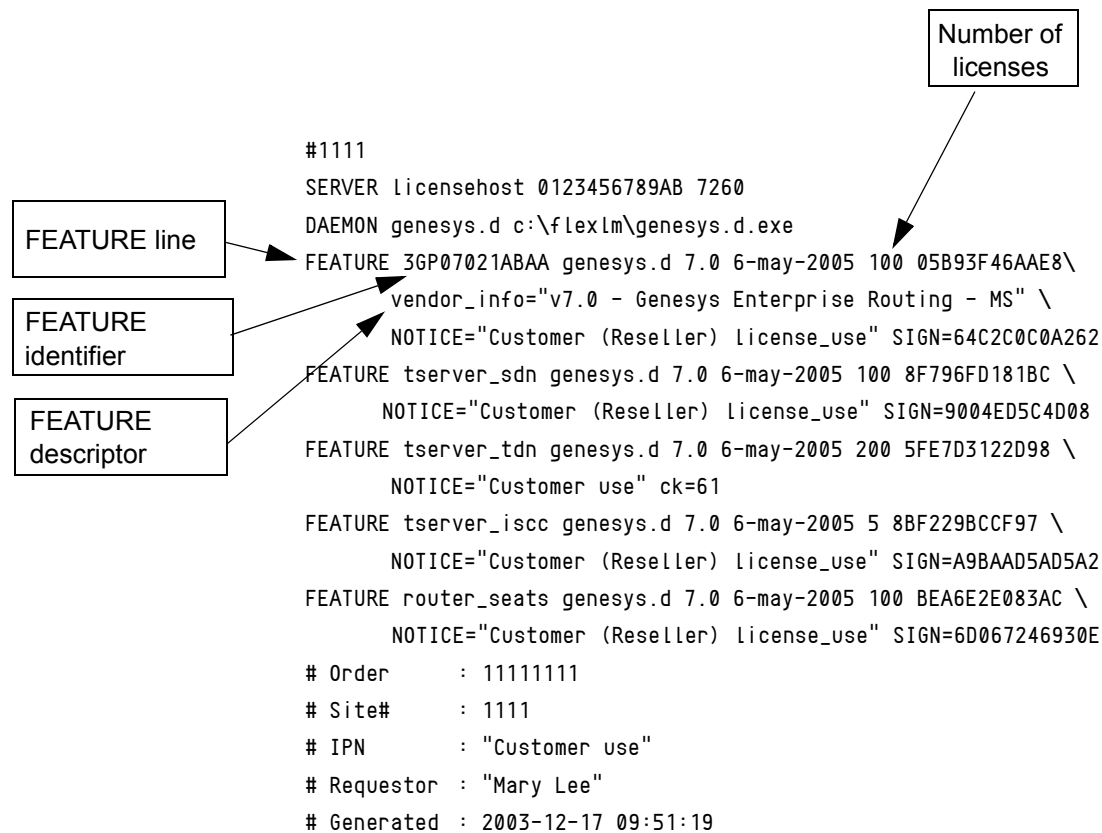 Number of
licenses
#1111
SERVER licensehost 0123456789AB 7260
DAEMON genesys.d c:\flexlm\genesys.d.exe
FEATURE line
FEATURE 3GP07021ABAA genesys.d 7.0 6-may-2005 100 05B93F46AAE8\
vendor_info="v7.0 - Genesys Enterprise Routing - MS" \
FEATURE
identifier
NOTICE="Customer (Reseller) license_use" SIGN=64C2C0C0A262
FEATURE tserver_sdn genesys.d 7.0 6-may-2005 100 8F796FD181BC \
NOTICE="Customer (Reseller) license_use" SIGN=9004ED5C4D08
FEATURE
descriptor
FEATURE tserver_tdn genesys.d 7.0 6-may-2005 200 5FE7D3122D98 \
NOTICE="Customer use" ck=61
FEATURE tserver_iscc genesys.d 7.0 6-may-2005 5 8BF229BCCF97 \
NOTICE="Customer (Reseller) license_use" SIGN=A9BAAD5AD5A2
FEATURE router_seats genesys.d 7.0 6-may-2005 100 BEA6E2E083AC \
NOTICE="Customer (Reseller) license_use" SIGN=6D067246930E
# Order : 11111111
# Site# : 1111
# IPN : "Customer use"
# Requestor : "Mary Lee"
# Generated : 2003-12-17 09:51:19